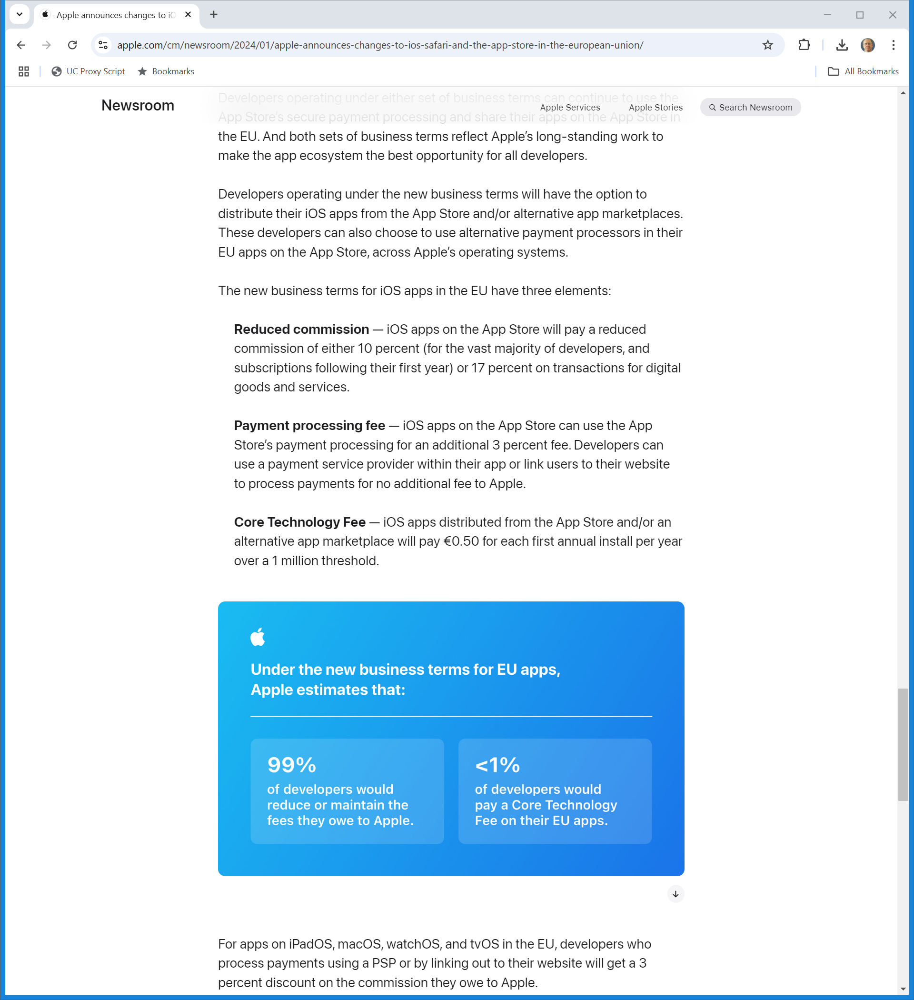 Apple announces changes to iO
apple.com/cm/newsroom/2024/01/apple-announces-changes-to-ios-safari-and-the-app-store-in-the-european-union/
UC Proxy Script
Bookmarks
All Bookmarks
Newsroom
Apple Services
Apple Stories
Search Newsroom
Developers operating under either set of business terms can continue to use the
App Store’s secure payment processing and share their apps on the App Store in
the EU. And both sets of business terms reflect Apple’s long-standing work to
make the app ecosystem the best opportunity for all developers.
Developers operating under the new business terms will have the option to
distribute their iOS apps from the App Store and/or alternative app marketplaces.
These developers can also choose to use alternative payment processors in their
EU apps on the App Store, across Apple’s operating systems.
The new business terms for iOS apps in the EU have three elements:
Reduced commission — iOS apps on the App Store will pay a reduced
commission of either 10 percent (for the vast majority of developers, and
subscriptions following their first year) or 17 percent on transactions for digital
goods and services.
Payment processing fee — iOS apps on the App Store can use the App
Store’s payment processing for an additional 3 percent fee. Developers can
use a payment service provider within their app or link users to their website
to process payments for no additional fee to Apple.
Core Technology Fee — iOS apps distributed from the App Store and/or an
alternative app marketplace will pay €0.50 for each first annual install per year
over a 1 million threshold.
Under the new business terms for EU apps,
Apple estimates that:
99%
of developers would
reduce or maintain the
fees they owe to Apple.
<1%
of developers would
pay a Core Technology
Fee on their EU apps.
For apps on iPadOS, macOS, watchOS, and tvOS in the EU, developers who
process payments using a PSP or by linking out to their website will get a 3
percent discount on the commission they owe to Apple.